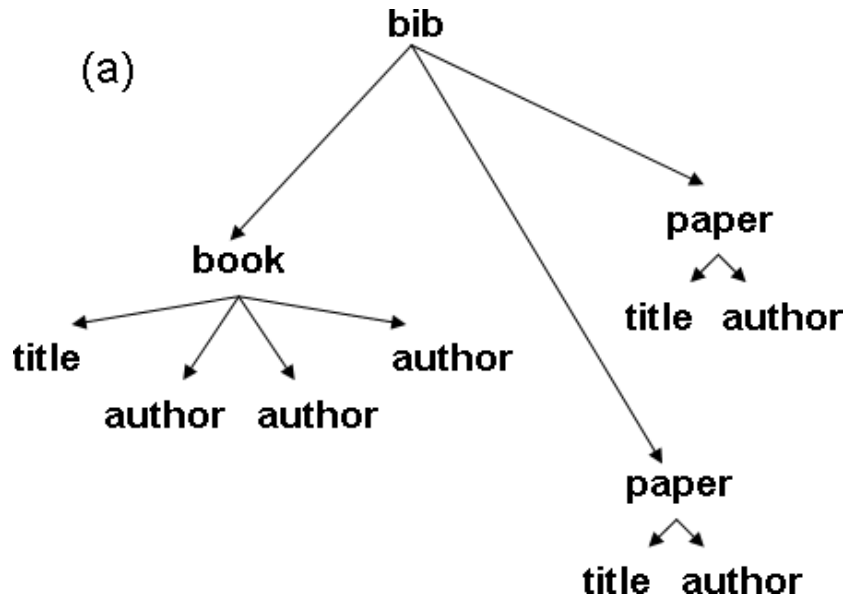 bib
(a)
paper
book
title author
title author
author author
paper
title author